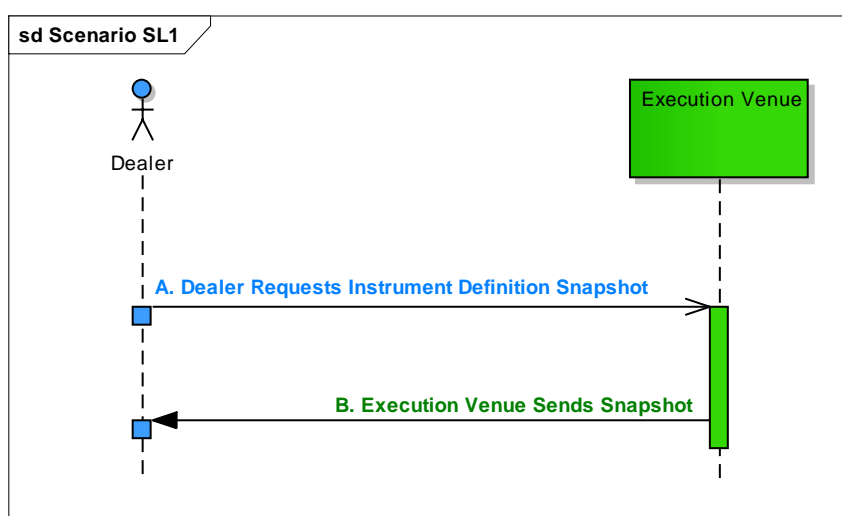 sd Scenario SL1
Execution Venue
Dealer
A. Dealer Requests Instrument Definition Snapshot
B. Execution Venue Sends Snapshot